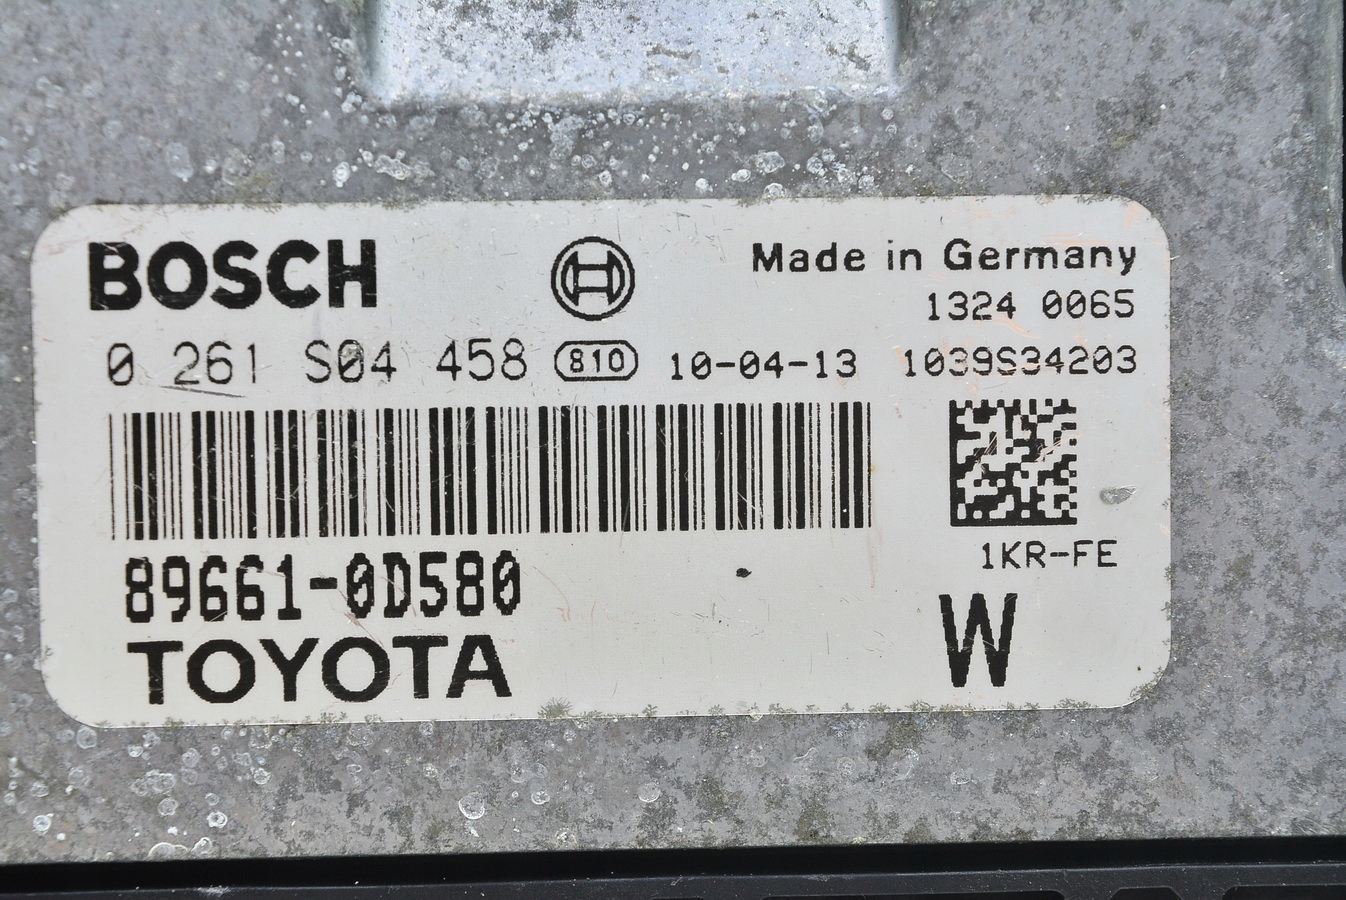 BOSCH
Made in Germany
1324 0065
0 261 S04 458 810 10-04-13 1039S34203
1KR-FE
89661-0D580
TOYOTA
W